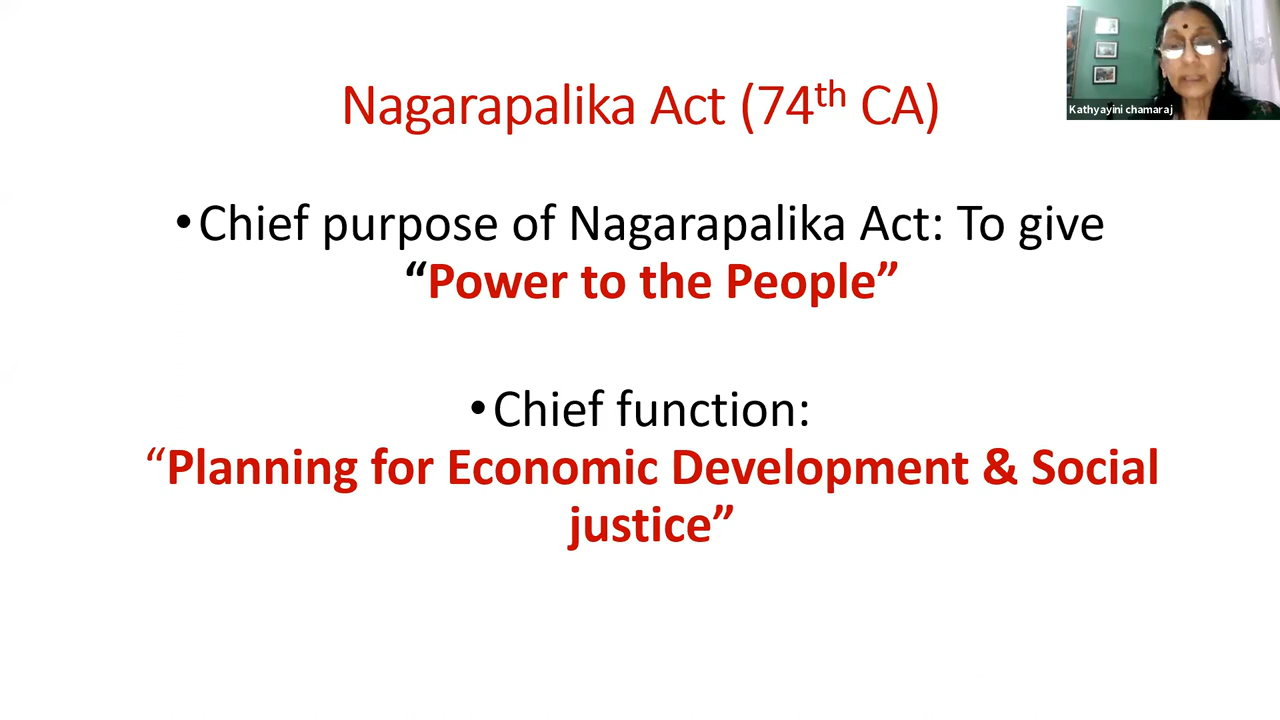 Nagarapalika Act (74th CA)
Kathyayini chamaraj
•Chief purpose of Nagarapalika Act: To give
“Power to the People”
•Chief function:
“Planning for Economic Development & Social
justice”